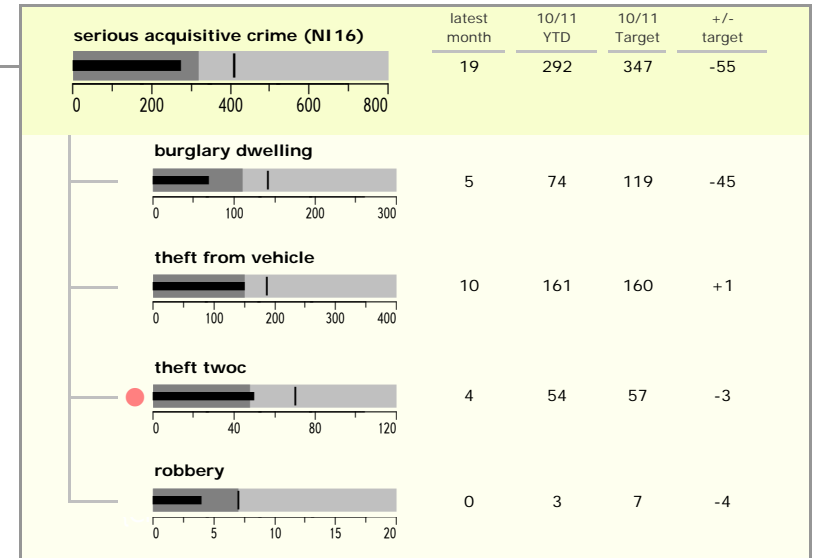 latest 10/11 10/11 +/-
month YTD Target target
serious acquisitive crime (NI16)
19 292 347 -55
0 200 400 600 800
burglary dwelling
5 74 119 -45
0 100 200 300
theft from vehicle
10 161 160 +1
0 100 200 300 400
theft twoc
4 54 57 -3
0 40 80 120
robbery
0 3 7 -4
0 5 10 15 20